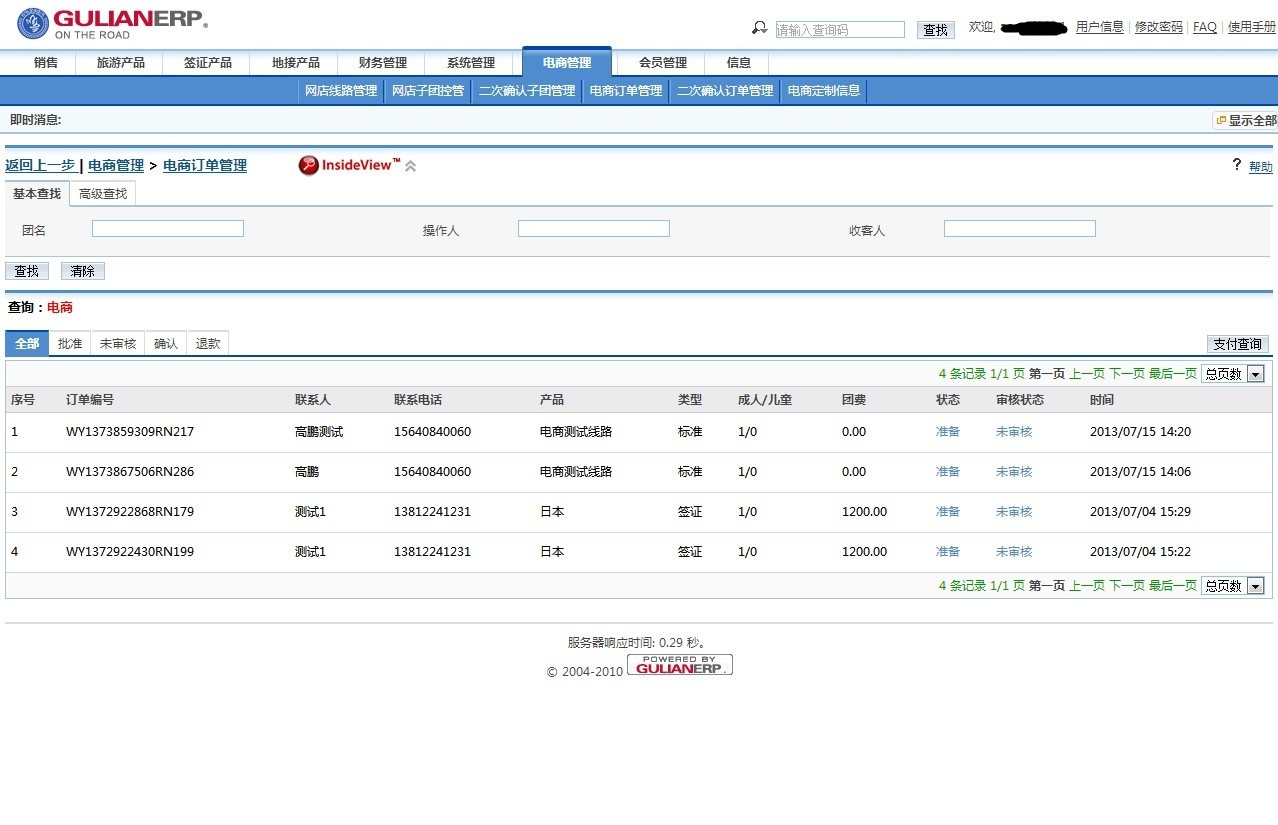 GULIANERP®
ON THE ROAD
请输入查询码 查找 欢迎, 用户信息 | 修改密码 | FAQ | 使用手册
销售 旅游产品 签证产品 地接产品 财务管理 系统管理 电商管理 会员管理 信息
网店线路管理 网店子团控管 二次确认子团管理 电商订单管理 二次确认订单管理 电商定制信息
即时消息: 显示全部
返回上一步 | 电商管理 > 电商订单管理 InsideView™ ? 帮助
基本查找 高级查找
团名 操作人 收客人
查找 清除
查询：电商
全部 批准 未审核 确认 退款 支付查询
4 条记录 1/1 页 第一页 上一页 下一页 最后一页 总页数
序号 订单编号 联系人 联系电话 产品 类型 成人/儿童 团费 状态 审核状态 时间
1 WY1373859309RN217 高鹏测试 15640840060 电商测试线路 标准 1/0 0.00 准备 未审核 2013/07/15 14:20
2 WY1373867506RN286 高鹏 15640840060 电商测试线路 标准 1/0 0.00 准备 未审核 2013/07/15 14:06
3 WY1372922868RN179 测试1 13812241231 日本 签证 1/0 1200.00 准备 未审核 2013/07/04 15:29
4 WY1372922430RN199 测试1 13812241231 日本 签证 1/0 1200.00 准备 未审核 2013/07/04 15:22
4 条记录 1/1 页 第一页 上一页 下一页 最后一页 总页数
服务器响应时间: 0.29 秒。
© 2004-2010 POWERED BY GULIANERP.